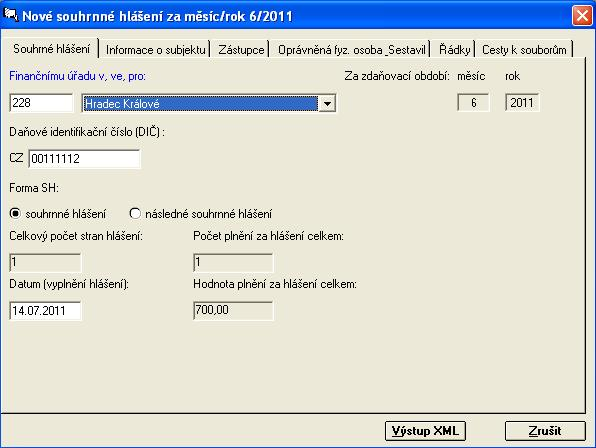 Nové souhrnné hlášení za měsíc/rok 6/2011
Souhrné hlášení Informace o subjektu Zástupce Oprávněná fyz. osoba _Sestavil Řádky Cesty k souborům
Finančnímu úřadu v, ve, pro: Za zdaňovací období: měsíc rok
228 Hradec Králové 6 2011
Daňové identifikační číslo (DIČ) :
CZ 00111112
Forma SH:
souhrnné hlášení následné souhrnné hlášení
Celkový počet stran hlášení: Počet plnění za hlášení celkem:
1 1
Datum (vyplnění hlášení): Hodnota plnění za hlášení celkem:
14.07.2011 700,00
Výstup XML Zrušit